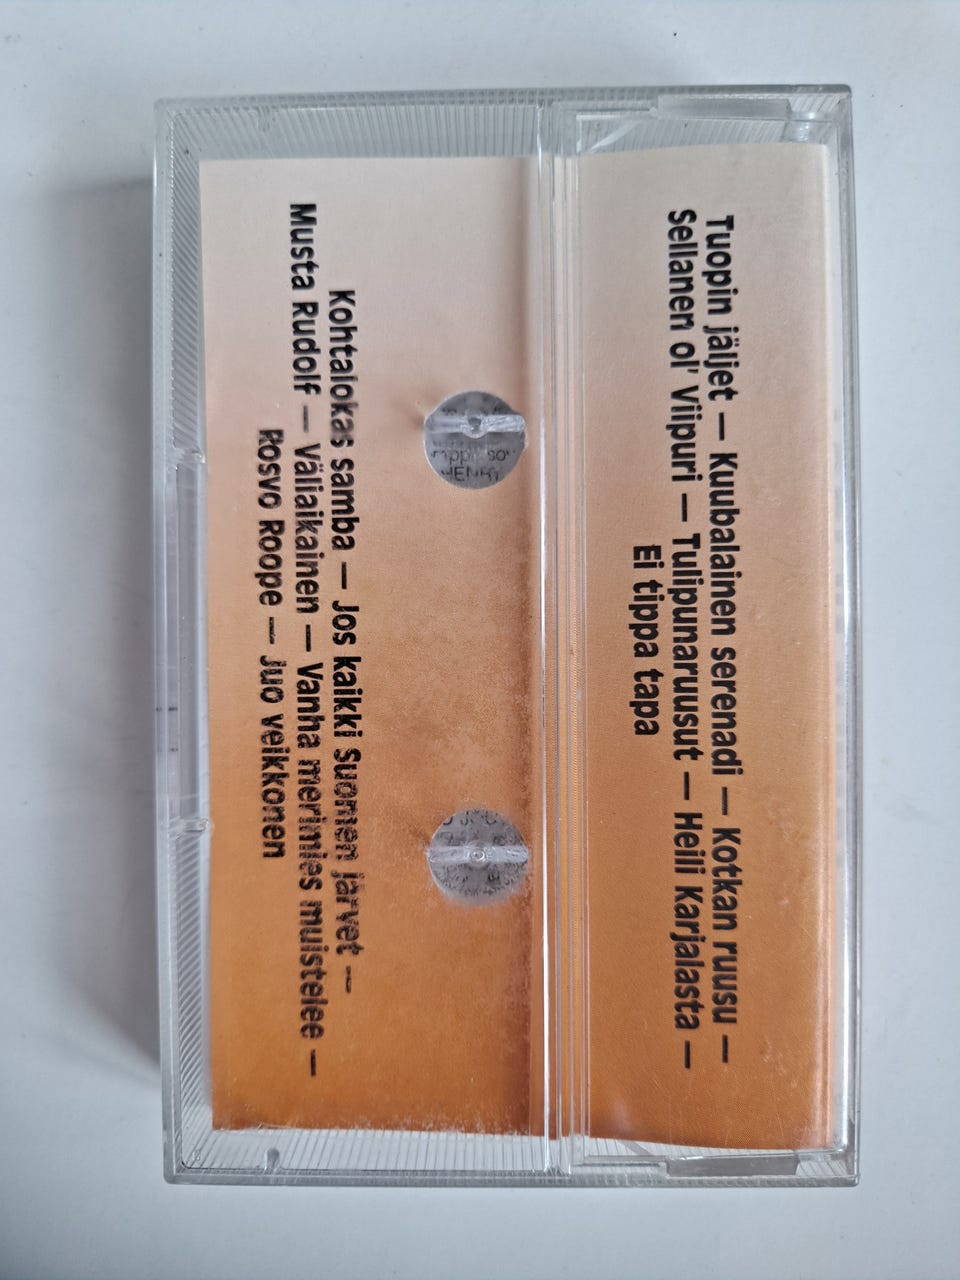 Tuopin jäljet — Kuubalainen serenadi — Kotkan ruusu —
Sellanen ol' Viipuri — Tulipunaruusut — Heili Karjalasta —
Ei tippa tapa
Kohtalokas samba — Jos kaikki Suomen järvet —
Musta Rudolf — Väliaikainen — Vanha merimies muistelee —
Rosvo Roope — Juo veikkonen